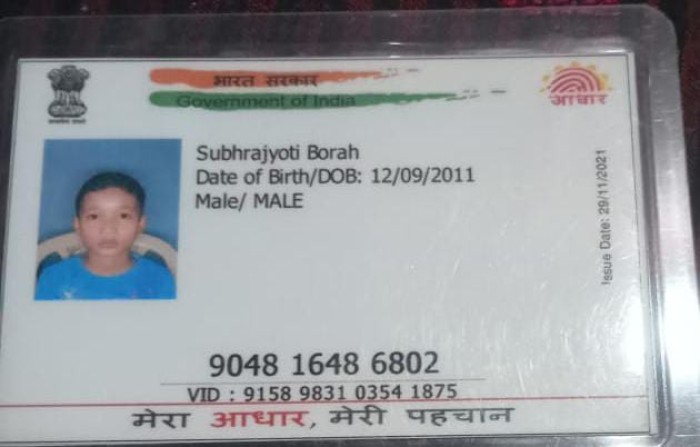 भारत सरकार
Government of India
आधार
Subhrajyoti Borah
Date of Birth/DOB: 12/09/2011
Male/ MALE
Issue Date: 29/11/2021
9048 1648 6802
VID : 9158 9831 0354 1875
मेरा आधार, मेरी पहचान